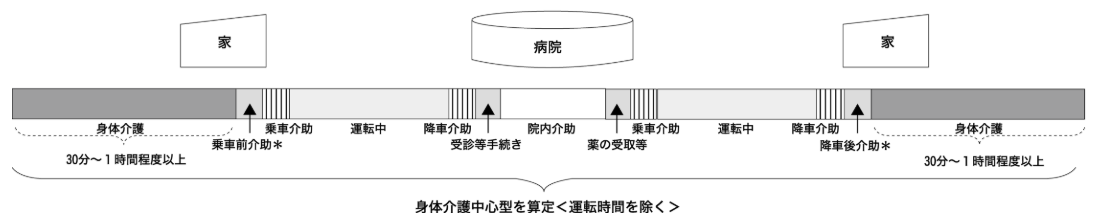 家
病院
家
身体介護
乗車介助
運転中
降車介助
院内介助
乗車介助
運転中
降車介助
身体介護
乗車前介助＊
受診等手続き
薬の受取等
降車後介助＊
30分～１時間程度以上
30分～１時間程度以上
身体介護中心型を算定＜運転時間を除く＞